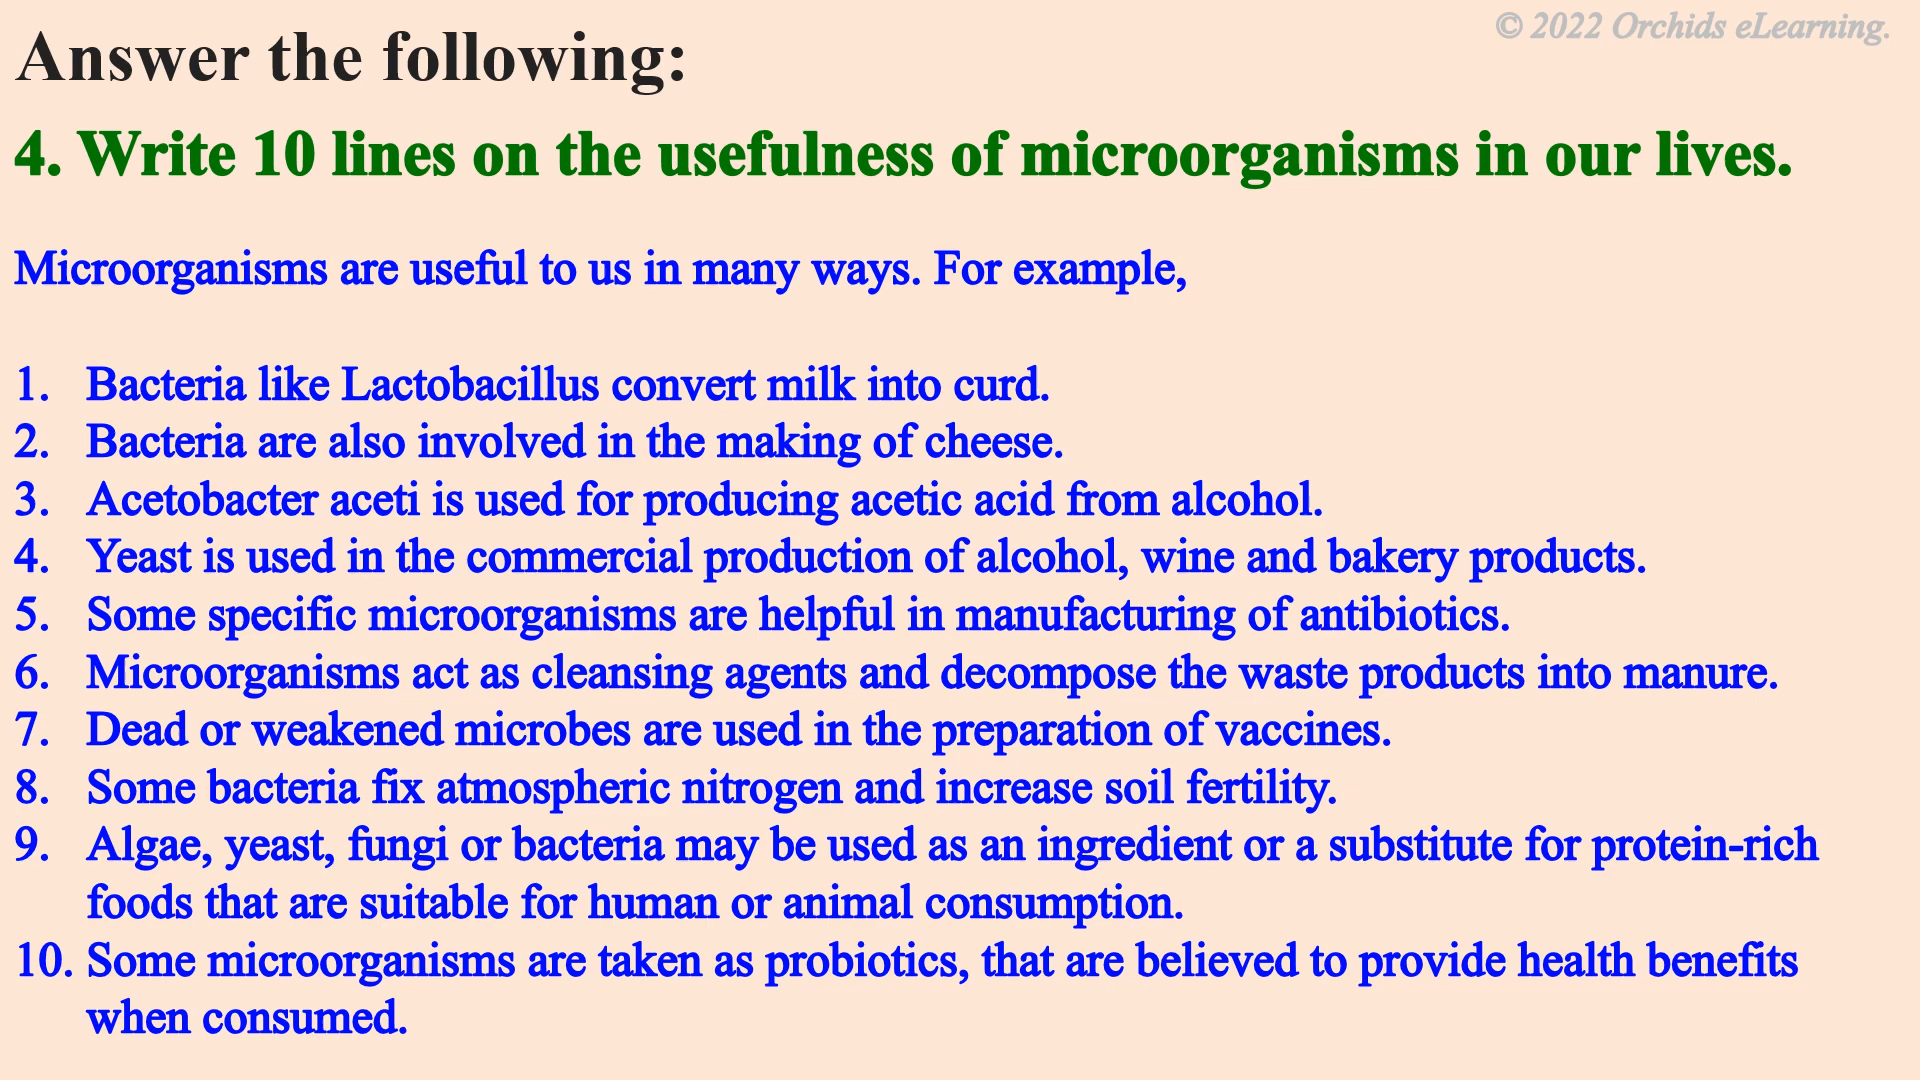 © 2022 Orchids eLearning.
Answer the following:
4. Write 10 lines on the usefulness of microorganisms in our lives.
Microorganisms are useful to us in many ways. For example,
1. Bacteria like Lactobacillus convert milk into curd.
2. Bacteria are also involved in the making of cheese.
3. Acetobacter aceti is used for producing acetic acid from alcohol.
4. Yeast is used in the commercial production of alcohol, wine and bakery products.
5. Some specific microorganisms are helpful in manufacturing of antibiotics.
6. Microorganisms act as cleansing agents and decompose the waste products into manure.
7. Dead or weakened microbes are used in the preparation of vaccines.
8. Some bacteria fix atmospheric nitrogen and increase soil fertility.
9. Algae, yeast, fungi or bacteria may be used as an ingredient or a substitute for protein-rich
foods that are suitable for human or animal consumption.
10. Some microorganisms are taken as probiotics, that are believed to provide health benefits
when consumed.